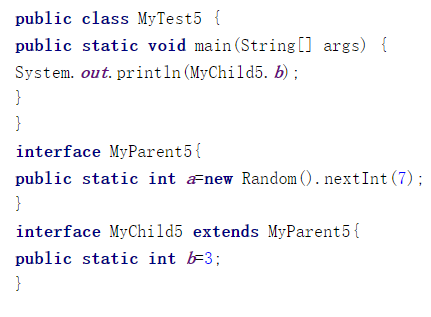 public class MyTest5 {
public static void main(String[] args) {
System.out.println(MyChild5.b);
}
}
interface MyParent5{
public static int a=new Random().nextInt(7);
}
interface MyChild5 extends MyParent5{
public static int b=3;
}